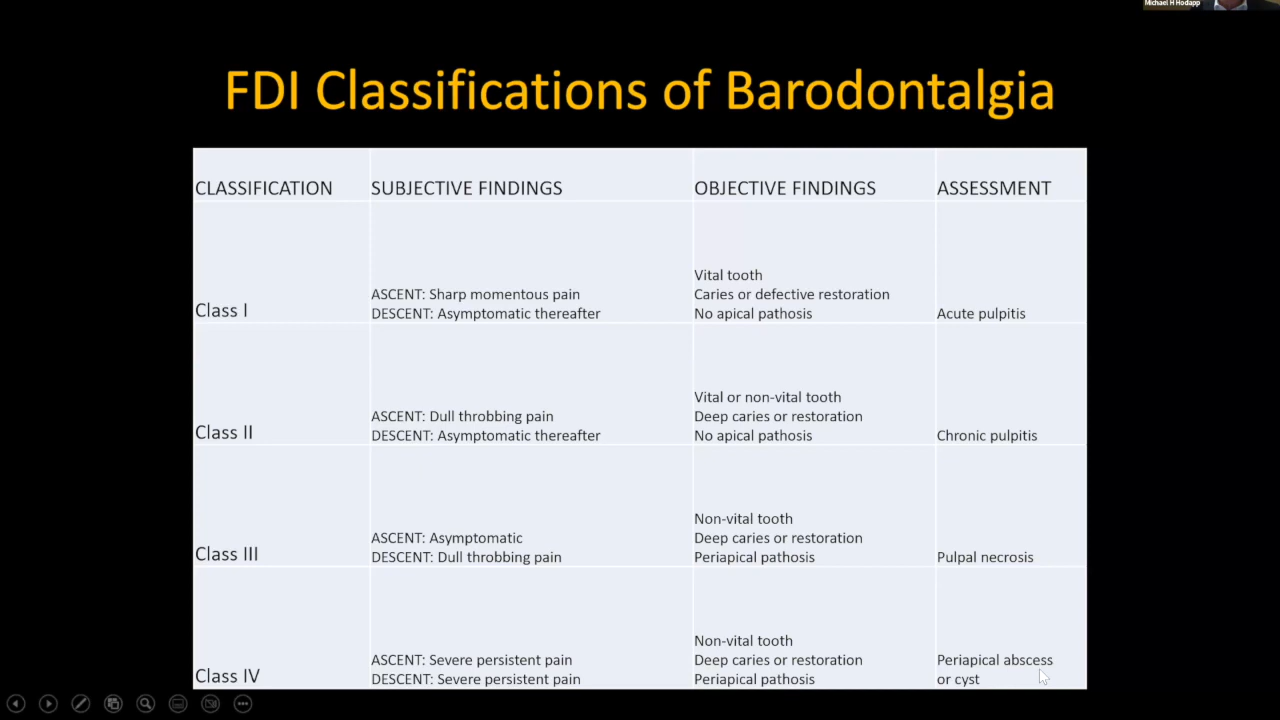 Michael H Hodapp
FDI Classifications of Barodontalgia
CLASSIFICATION SUBJECTIVE FINDINGS OBJECTIVE FINDINGS ASSESSMENT
Class I
ASCENT: Sharp momentous pain
DESCENT: Asymptomatic thereafter
Vital tooth
Caries or defective restoration
No apical pathosis
Acute pulpitis
Class II
ASCENT: Dull throbbing pain
DESCENT: Asymptomatic thereafter
Vital or non-vital tooth
Deep caries or restoration
No apical pathosis
Chronic pulpitis
Class III
ASCENT: Asymptomatic
DESCENT: Dull throbbing pain
Non-vital tooth
Deep caries or restoration
Periapical pathosis
Pulpal necrosis
Class IV
ASCENT: Severe persistent pain
DESCENT: Severe persistent pain
Non-vital tooth
Deep caries or restoration
Periapical pathosis
Periapical abscess
or cyst